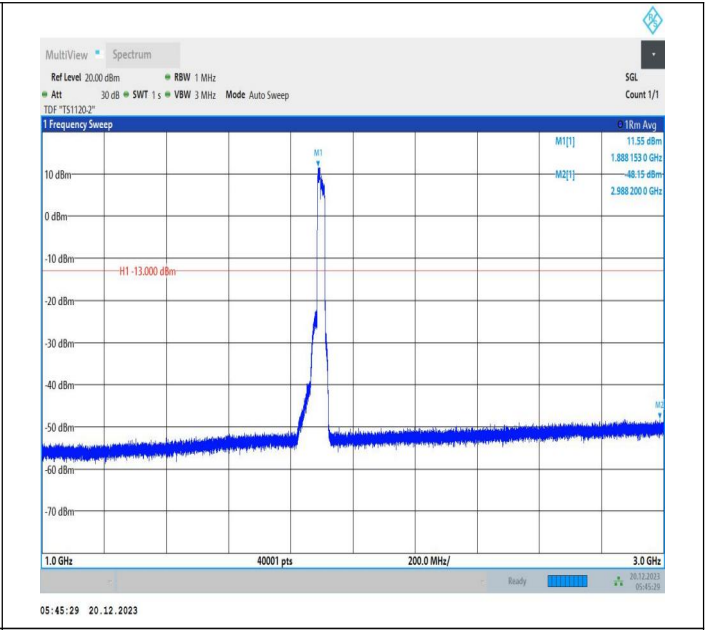 R S
MultiView Spectrum
Ref Level 20.00 dBm RBW 1 MHz SGL
Att 30 dB SWT 1 s VBW 3 MHz Mode Auto Sweep Count 1/1
TDF "TS1120-2"
1 Frequency Sweep 1Rm Avg
M1[1] 11.55 dBm
1.888 153 0 GHz
M2[1] -48.15 dBm
2.988 200 0 GHz
M1
10 dBm
0 dBm
-10 dBm
H1 -13.000 dBm
-20 dBm
-30 dBm
-40 dBm
M2
-50 dBm
-60 dBm
-70 dBm
1.0 GHz 40001 pts 200.0 MHz/ 3.0 GHz
Ready 20.12.2023
05:45:29
05:45:29 20.12.2023